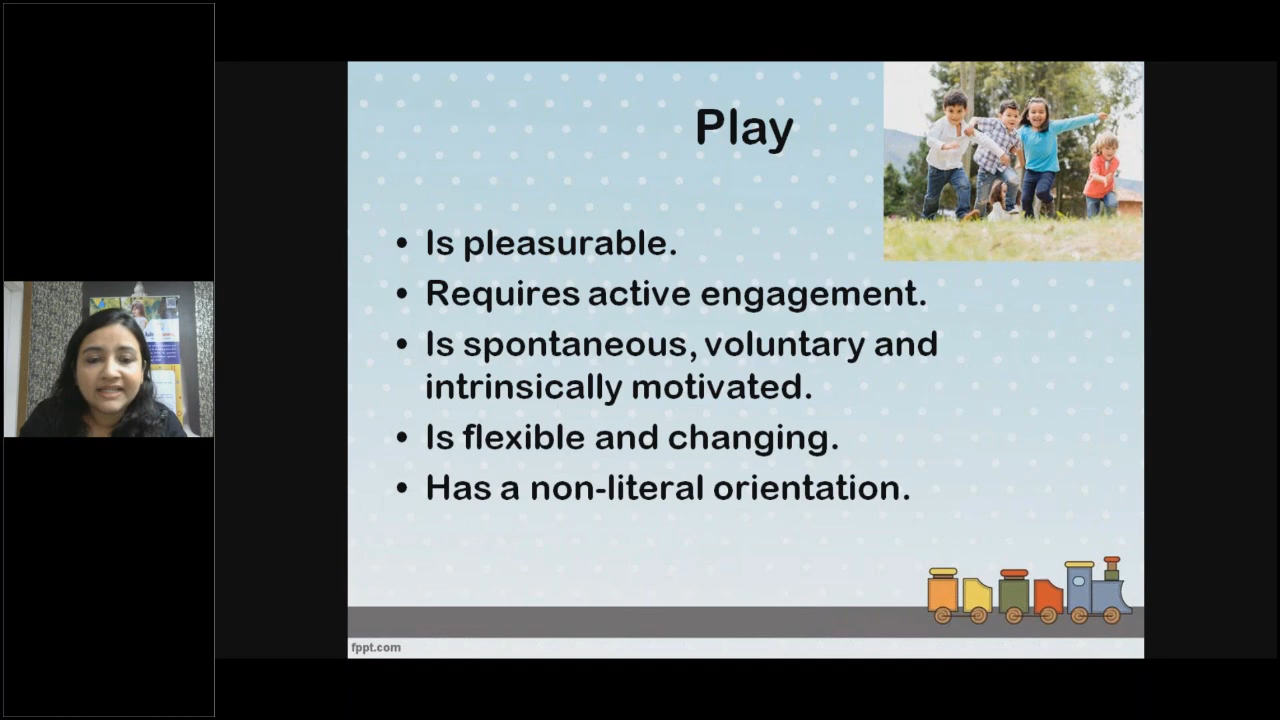 Play
• Is pleasurable.
• Requires active engagement.
• Is spontaneous, voluntary and
intrinsically motivated.
• Is flexible and changing.
• Has a non-literal orientation.
fppt.com